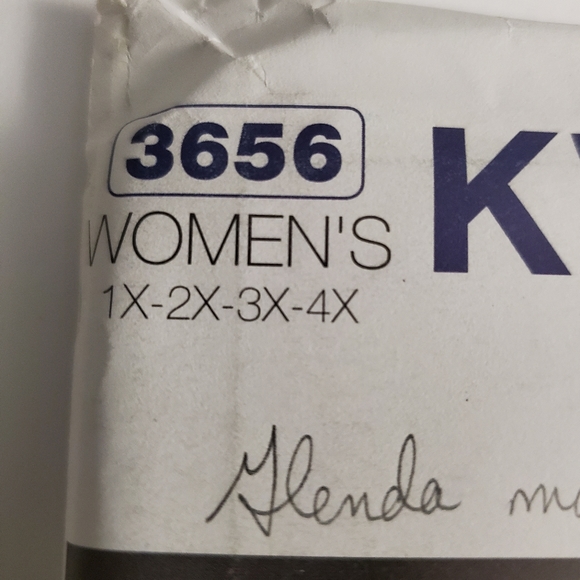 3656 K
WOMEN'S
1X-2X-3X-4X
Glenda